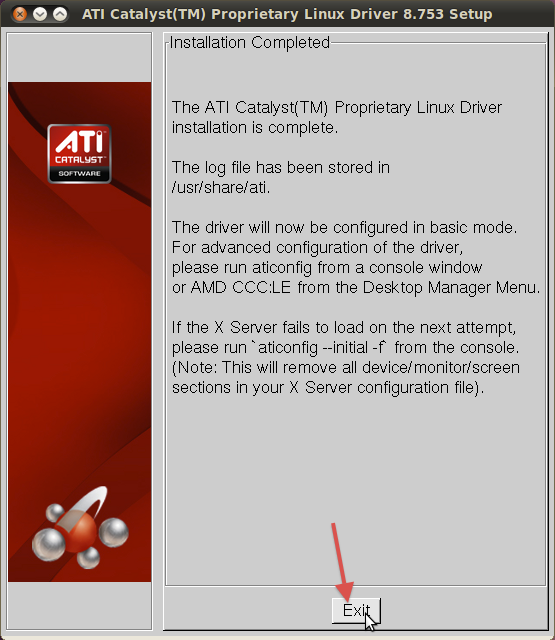 ATI Catalyst(TM) Proprietary Linux Driver 8.753 Setup
Installation Completed
ATI
CATALYST™
SOFTWARE
The ATI Catalyst(TM) Proprietary Linux Driver
installation is complete.
The log file has been stored in
/usr/share/ati.
The driver will now be configured in basic mode.
For advanced configuration of the driver,
please run aticonfig from a console window
or AMD CCC:LE from the Desktop Manager Menu.
If the X Server fails to load on the next attempt,
please run `aticonfig --initial -f` from the console.
(Note: This will remove all device/monitor/screen
sections in your X Server configuration file).
Exit